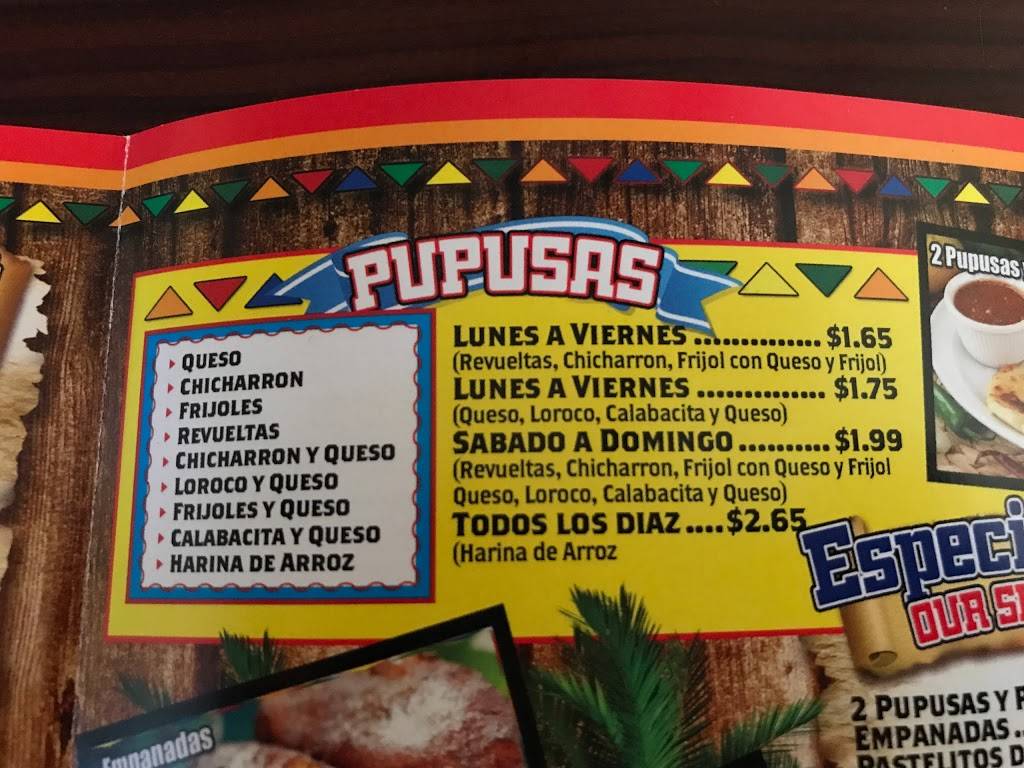 PUPUSAS
QUESO
CHICHARRON
FRIJOLES
REVUELTAS
CHICHARRON Y QUESO
LOROCO Y QUESO
FRIJOLES Y QUESO
CALABACITA Y QUESO
HARINA DE ARROZ
LUNES A VIERNES .............. $1.65
(Revueltas, Chicharron, Frijol con Queso y Frijol)
LUNES A VIERNES .............. $1.75
(Queso, Loroco, Calabacita y Queso)
SABADO A DOMINGO .......... $1.99
(Revueltas, Chicharron, Frijol con Queso y Frijol
Queso, Loroco, Calabacita y Queso)
TODOS LOS DIAZ .... $2.65
(Harina de Arroz
2 Pupusas
Especi
OUR
2 PUPUSAS Y
EMPANADAS ..
PASTELITOS D
Empanadas